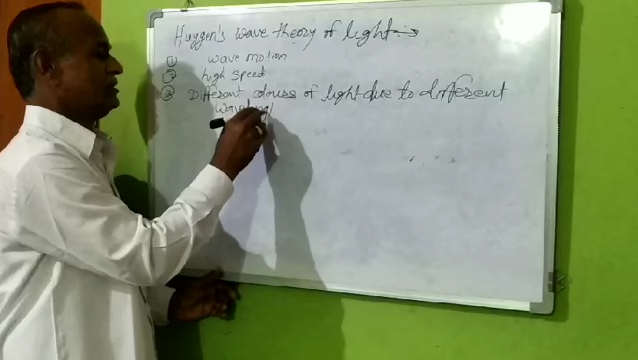 Huygen's wave theory of light :-
① wave motion
② high speed
③ Different colours of light due to different